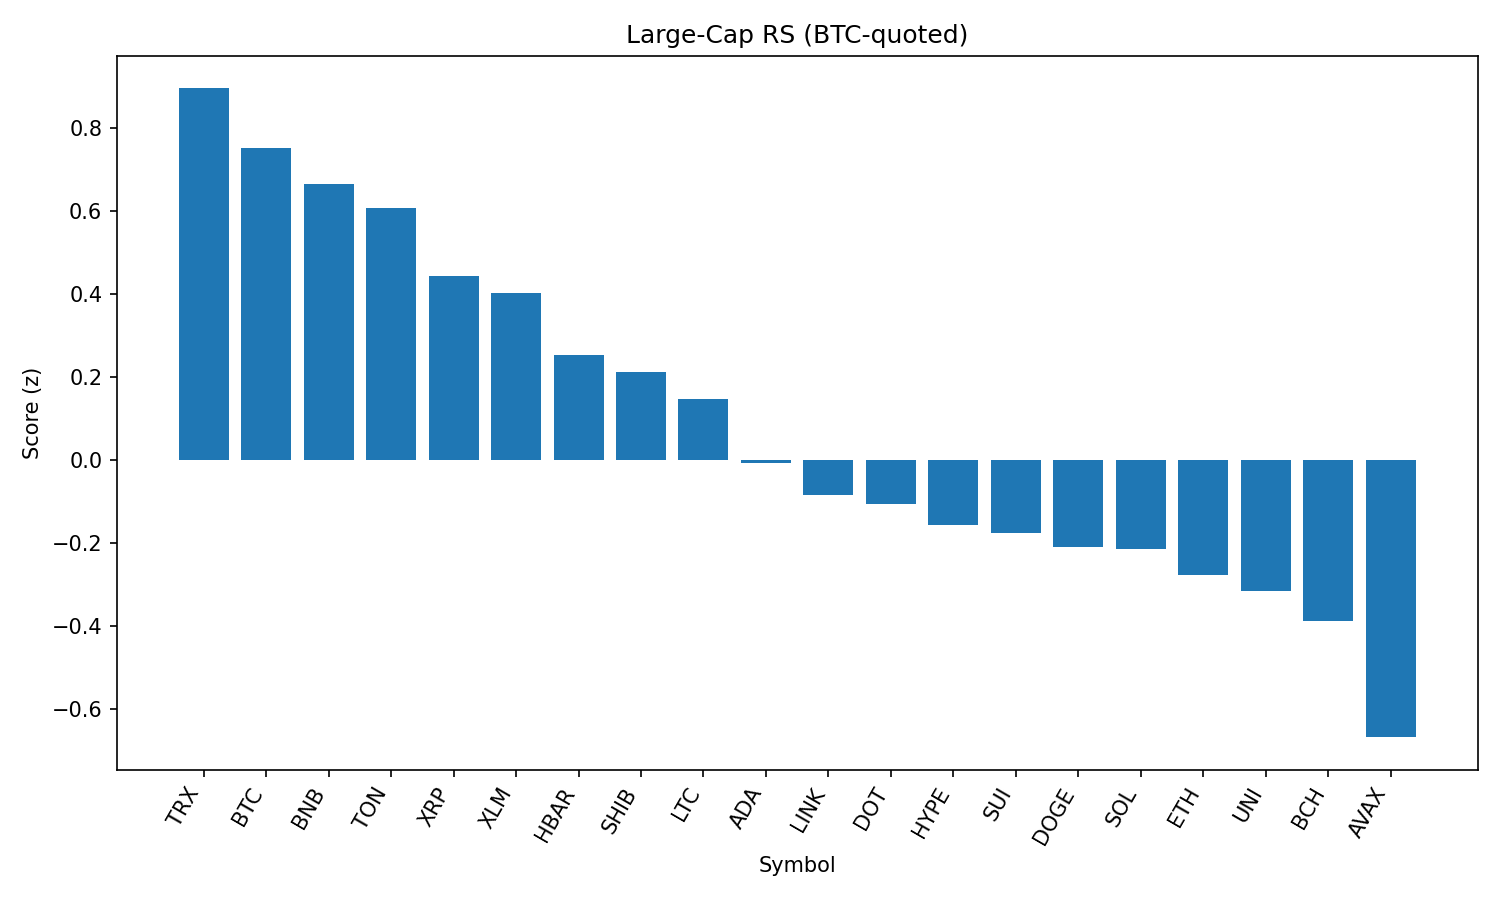 Large-Cap RS (BTC-quoted)
Score (z)
0.8
0.6
0.4
0.2
0.0
−0.2
−0.4
−0.6
TRX
BTC
BNB
TON
XRP
XLM
HBAR
SHIB
LTC
ADA
LINK
DOT
HYPE
SUI
DOGE
SOL
ETH
UNI
BCH
AVAX
Symbol